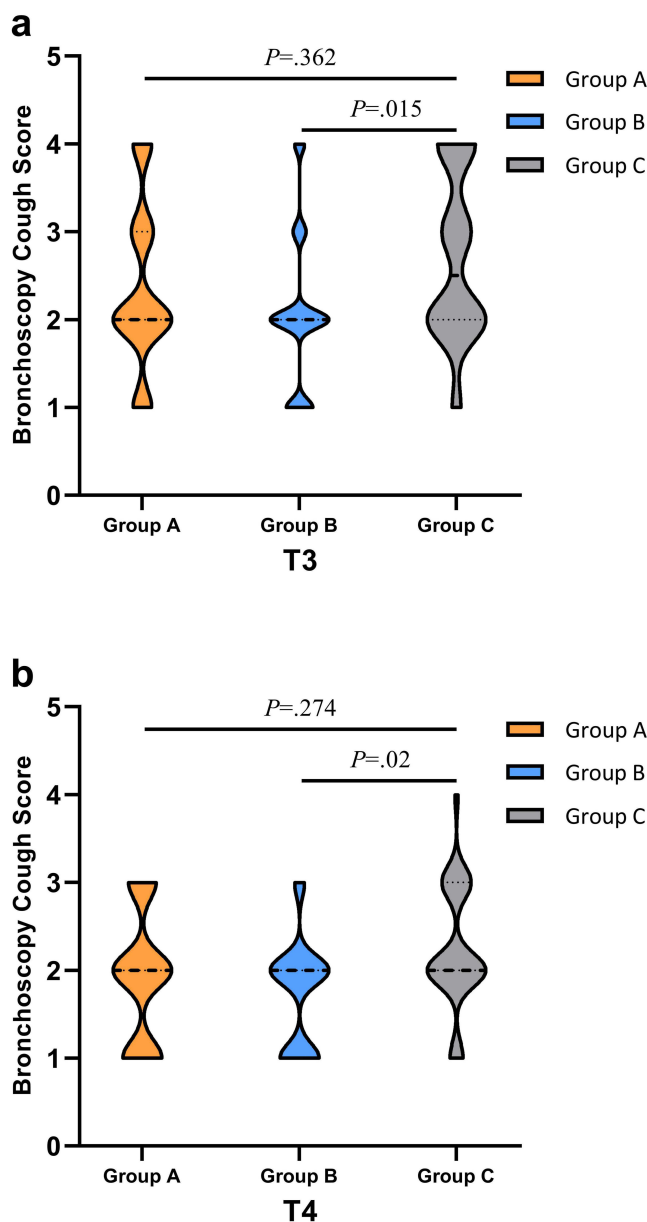 a
5
4
3
2
1
0
Bronchoscopy Cough Score
P=.362
P=.015
Group A
Group B
Group C
Group A
Group B
Group C
T3
b
5
4
3
2
1
0
Bronchoscopy Cough Score
P=.274
P=.02
Group A
Group B
Group C
Group A
Group B
Group C
T4